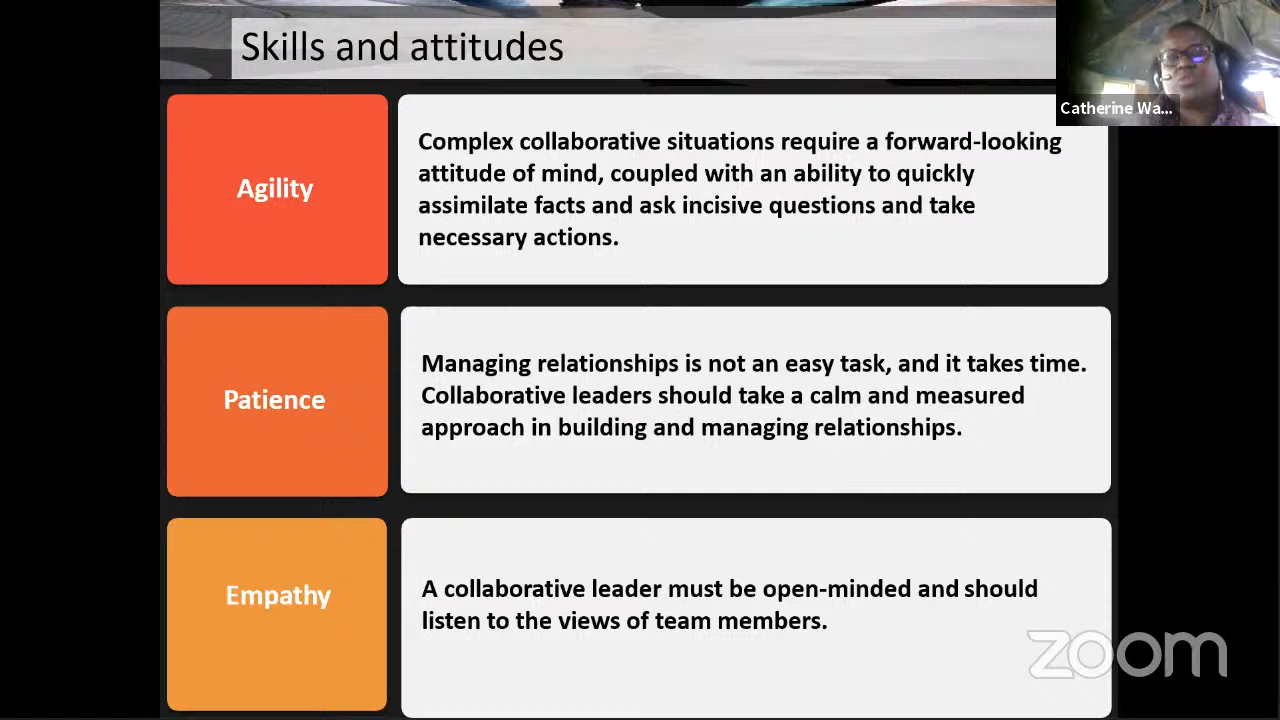 Skills and attitudes
Catherine Wa...
Agility
Complex collaborative situations require a forward-looking
attitude of mind, coupled with an ability to quickly
assimilate facts and ask incisive questions and take
necessary actions.
Patience
Managing relationships is not an easy task, and it takes time.
Collaborative leaders should take a calm and measured
approach in building and managing relationships.
Empathy
A collaborative leader must be open-minded and should
listen to the views of team members.
zoom